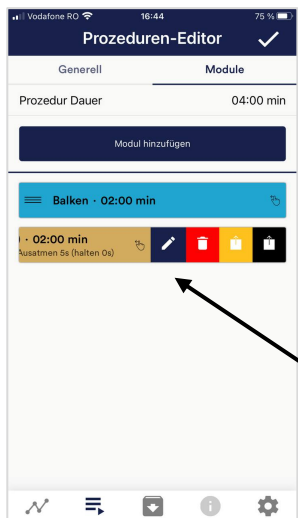 Vodafone RO 16:44 75 %
Prozeduren-Editor
Generell Module
Prozedur Dauer 04:00 min
Modul hinzufügen
Balken · 02:00 min
· 02:00 min
Ausatmen 5s (halten 0s)